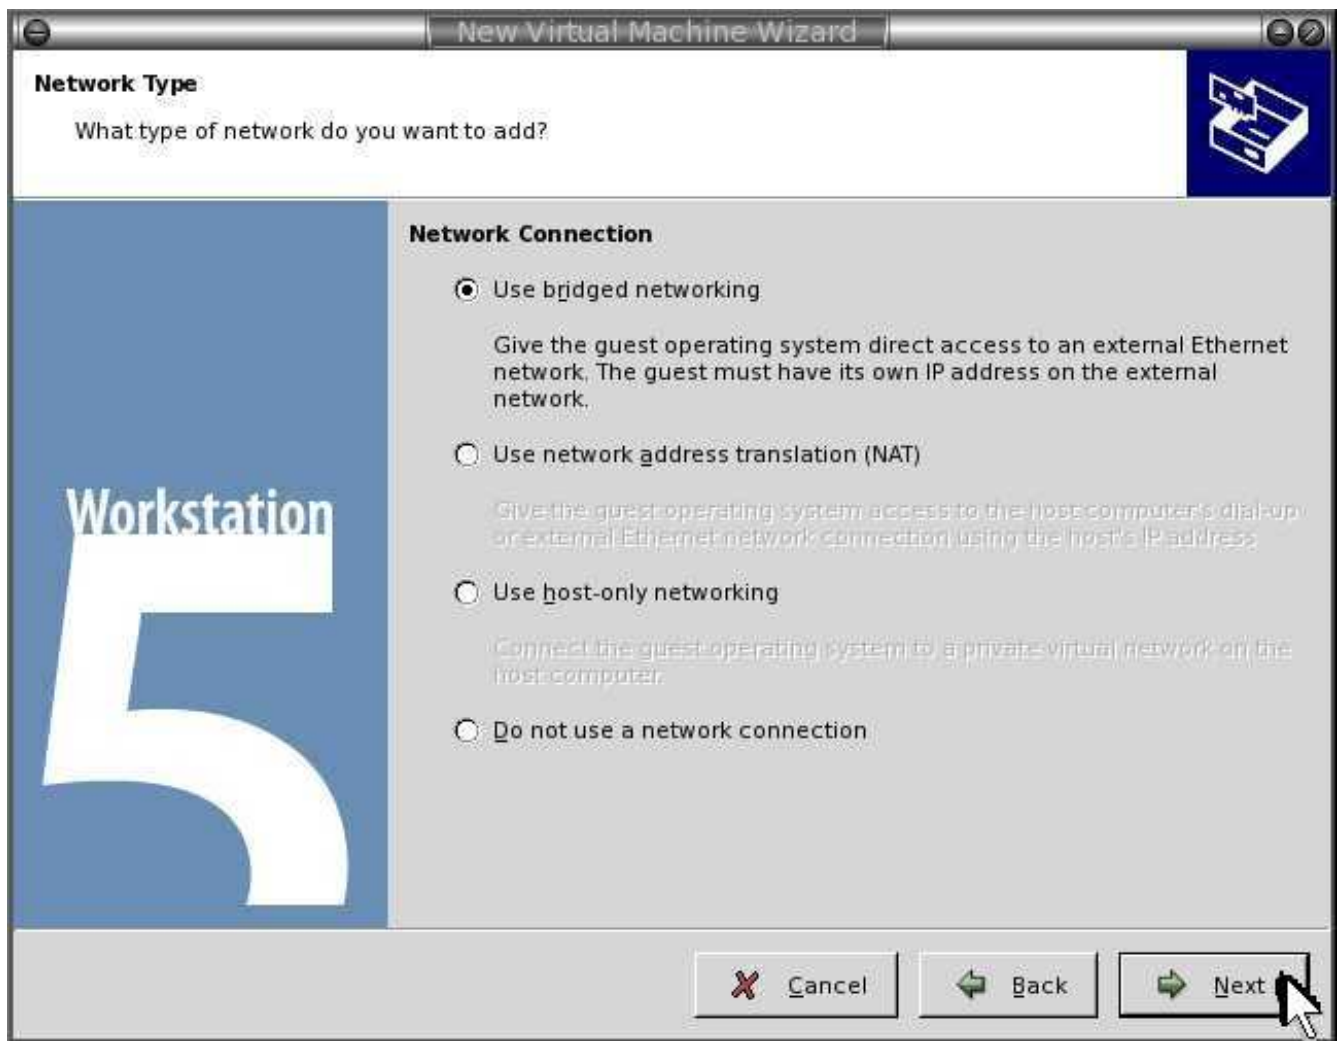 New Virtual Machine Wizard
Network Type
What type of network do you want to add?
Workstation
5
Network Connection
Use bridged networking
Give the guest operating system direct access to an external Ethernet
network. The guest must have its own IP address on the external
network.
Use network address translation (NAT)
Give the guest operating system access to the host computer's dial-up
or external Ethernet network connection using the host's IP address
Use host-only networking
Connect the guest operating system to a private virtual network on the
host computer.
Do not use a network connection
Cancel
Back
Next